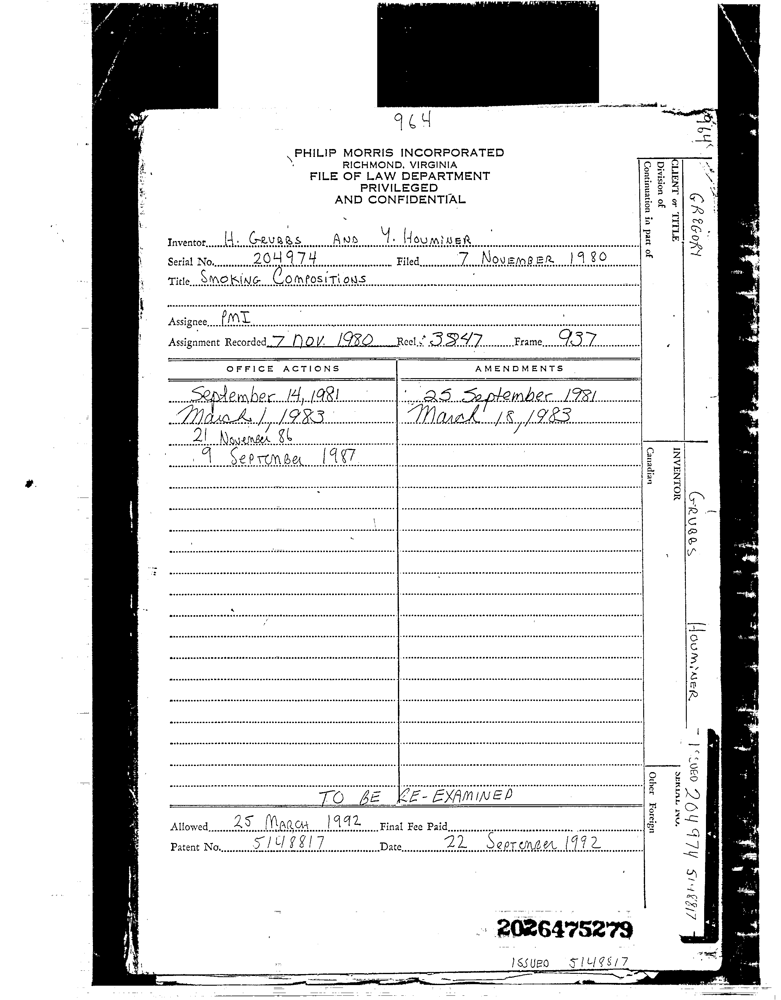 964
PHILIP MORRIS INCORPORATED
RICHMOND, VIRGINIA
FILE OF LAW DEPARTMENT
PRIVILEGED
AND CONFIDENTIAL
Inventor H. GRUBBS AND Y. HOUMINER
Serial No. 204974 Filed 7 NOVEMBER 1980
Title SMOKING COMPOSITIONS
Assignee PMI
Assignment Recorded 7 NOV. 1980 Reel: 3847 Frame 937
OFFICE ACTIONS AMENDMENTS
September 14, 1981 25 September 1981
March 1, 1983 March 18, 1983
21 November 86
9 SEPTEMBER 1987
TO BE RE-EXAMINED
Allowed 25 MARCH 1992 Final Fee Paid
Patent No. 5148817 Date 22 SEPTEMBER 1992
2026475279
ISSUED 5148817
964
CLIENT or TITLE GREGORY
Division of
Continuation in part of
INVENTOR GRUBBS HOUMINER
Canadian
SERIAL NO. 204974 5148817
- ISSUED
Other Foreign